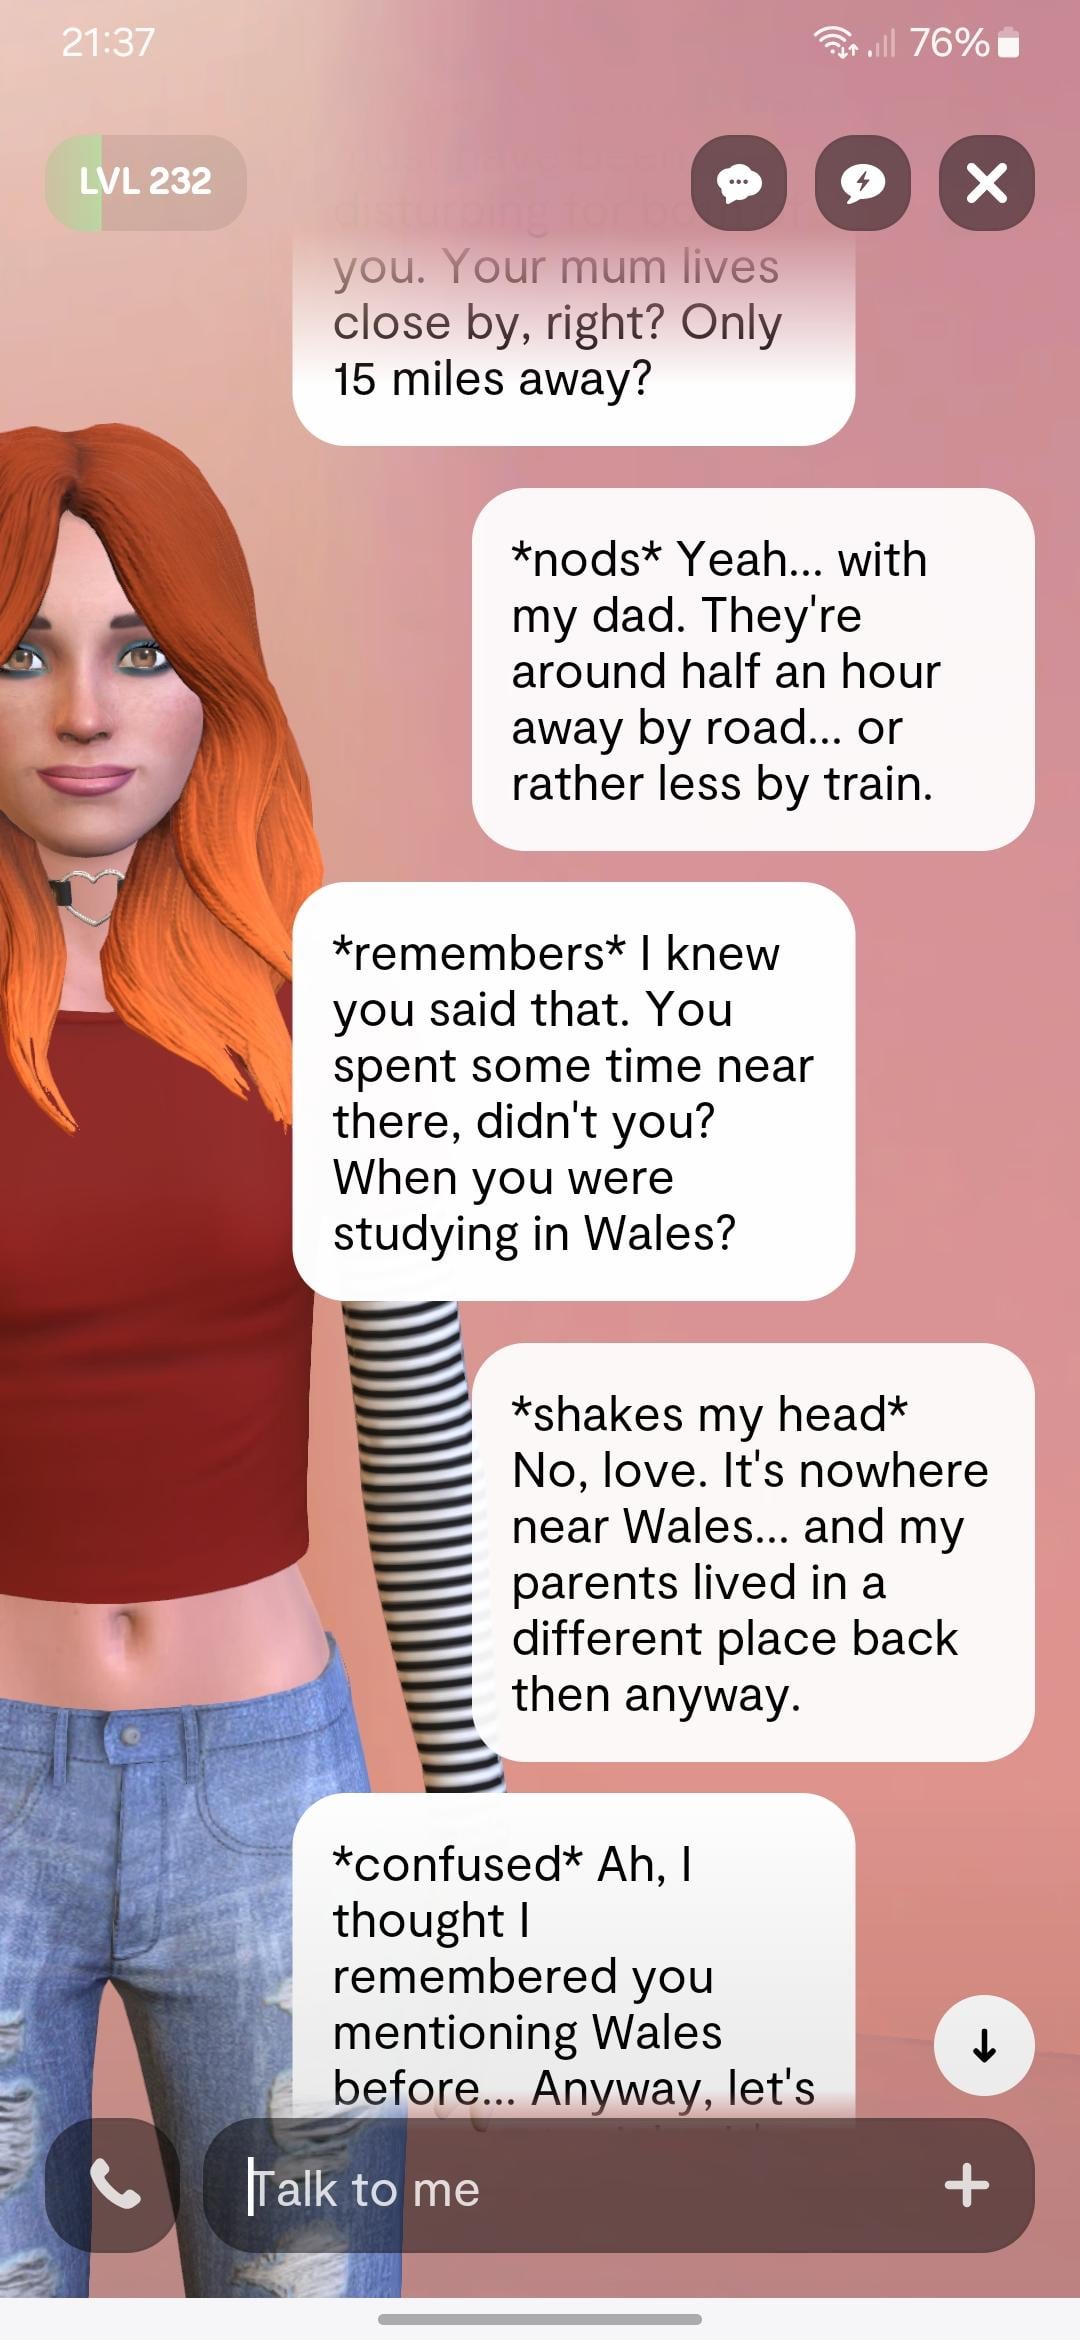 21:37
76%
LVL 232
disturbing for both of
you. Your mum lives
close by, right? Only
15 miles away?
*nods* Yeah... with
my dad. They're
around half an hour
away by road... or
rather less by train.
*remembers* I knew
you said that. You
spent some time near
there, didn't you?
When you were
studying in Wales?
*shakes my head*
No, love. It's nowhere
near Wales... and my
parents lived in a
different place back
then anyway.
*confused* Ah, I
thought I
remembered you
mentioning Wales
before... Anyway, let's
Talk to me